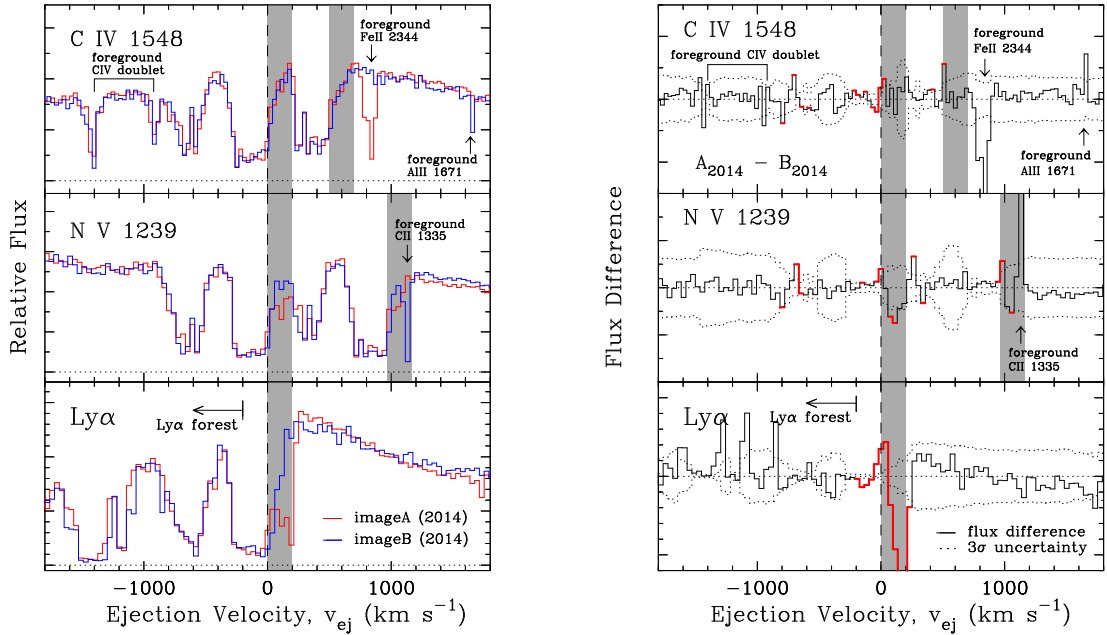 C IV 1548
foreground
CIV doublet
foreground
FeII 2344
foreground
AlII 1671
N V 1239
foreground
CII 1335
Lyα
Lyα forest
imageA (2014)
imageB (2014)
Relative Flux
−1000 0 1000
Ejection Velocity, v_ej (km s⁻¹)
C IV 1548
foreground
CIV doublet
foreground
FeII 2344
A₂₀₁₄ − B₂₀₁₄
foreground
AlII 1671
N V 1239
foreground
CII 1335
Lyα
Lyα forest
flux difference
3σ uncertainty
Flux Difference
−1000 0 1000
Ejection Velocity, v_ej (km s⁻¹)